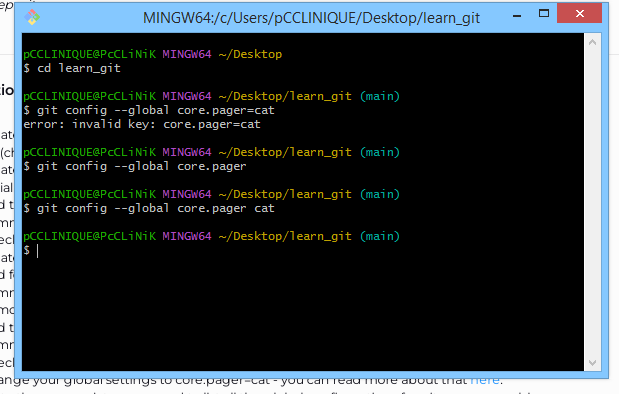 MINGW64:/c/Users/pCCLINIQUE/Desktop/learn_git
pCCLINIQUE@PcCLiNiK MINGW64 ~/Desktop
$ cd learn_git
pCCLINIQUE@PcCLiNiK MINGW64 ~/Desktop/learn_git (main)
$ git config --global core.pager=cat
error: invalid key: core.pager=cat
pCCLINIQUE@PcCLiNiK MINGW64 ~/Desktop/learn_git (main)
$ git config --global core.pager
pCCLINIQUE@PcCLiNiK MINGW64 ~/Desktop/learn_git (main)
$ git config --global core.pager cat
pCCLINIQUE@PcCLiNiK MINGW64 ~/Desktop/learn_git (main)
$
ange your global settings to core.pager=cat - you can read more about that here.